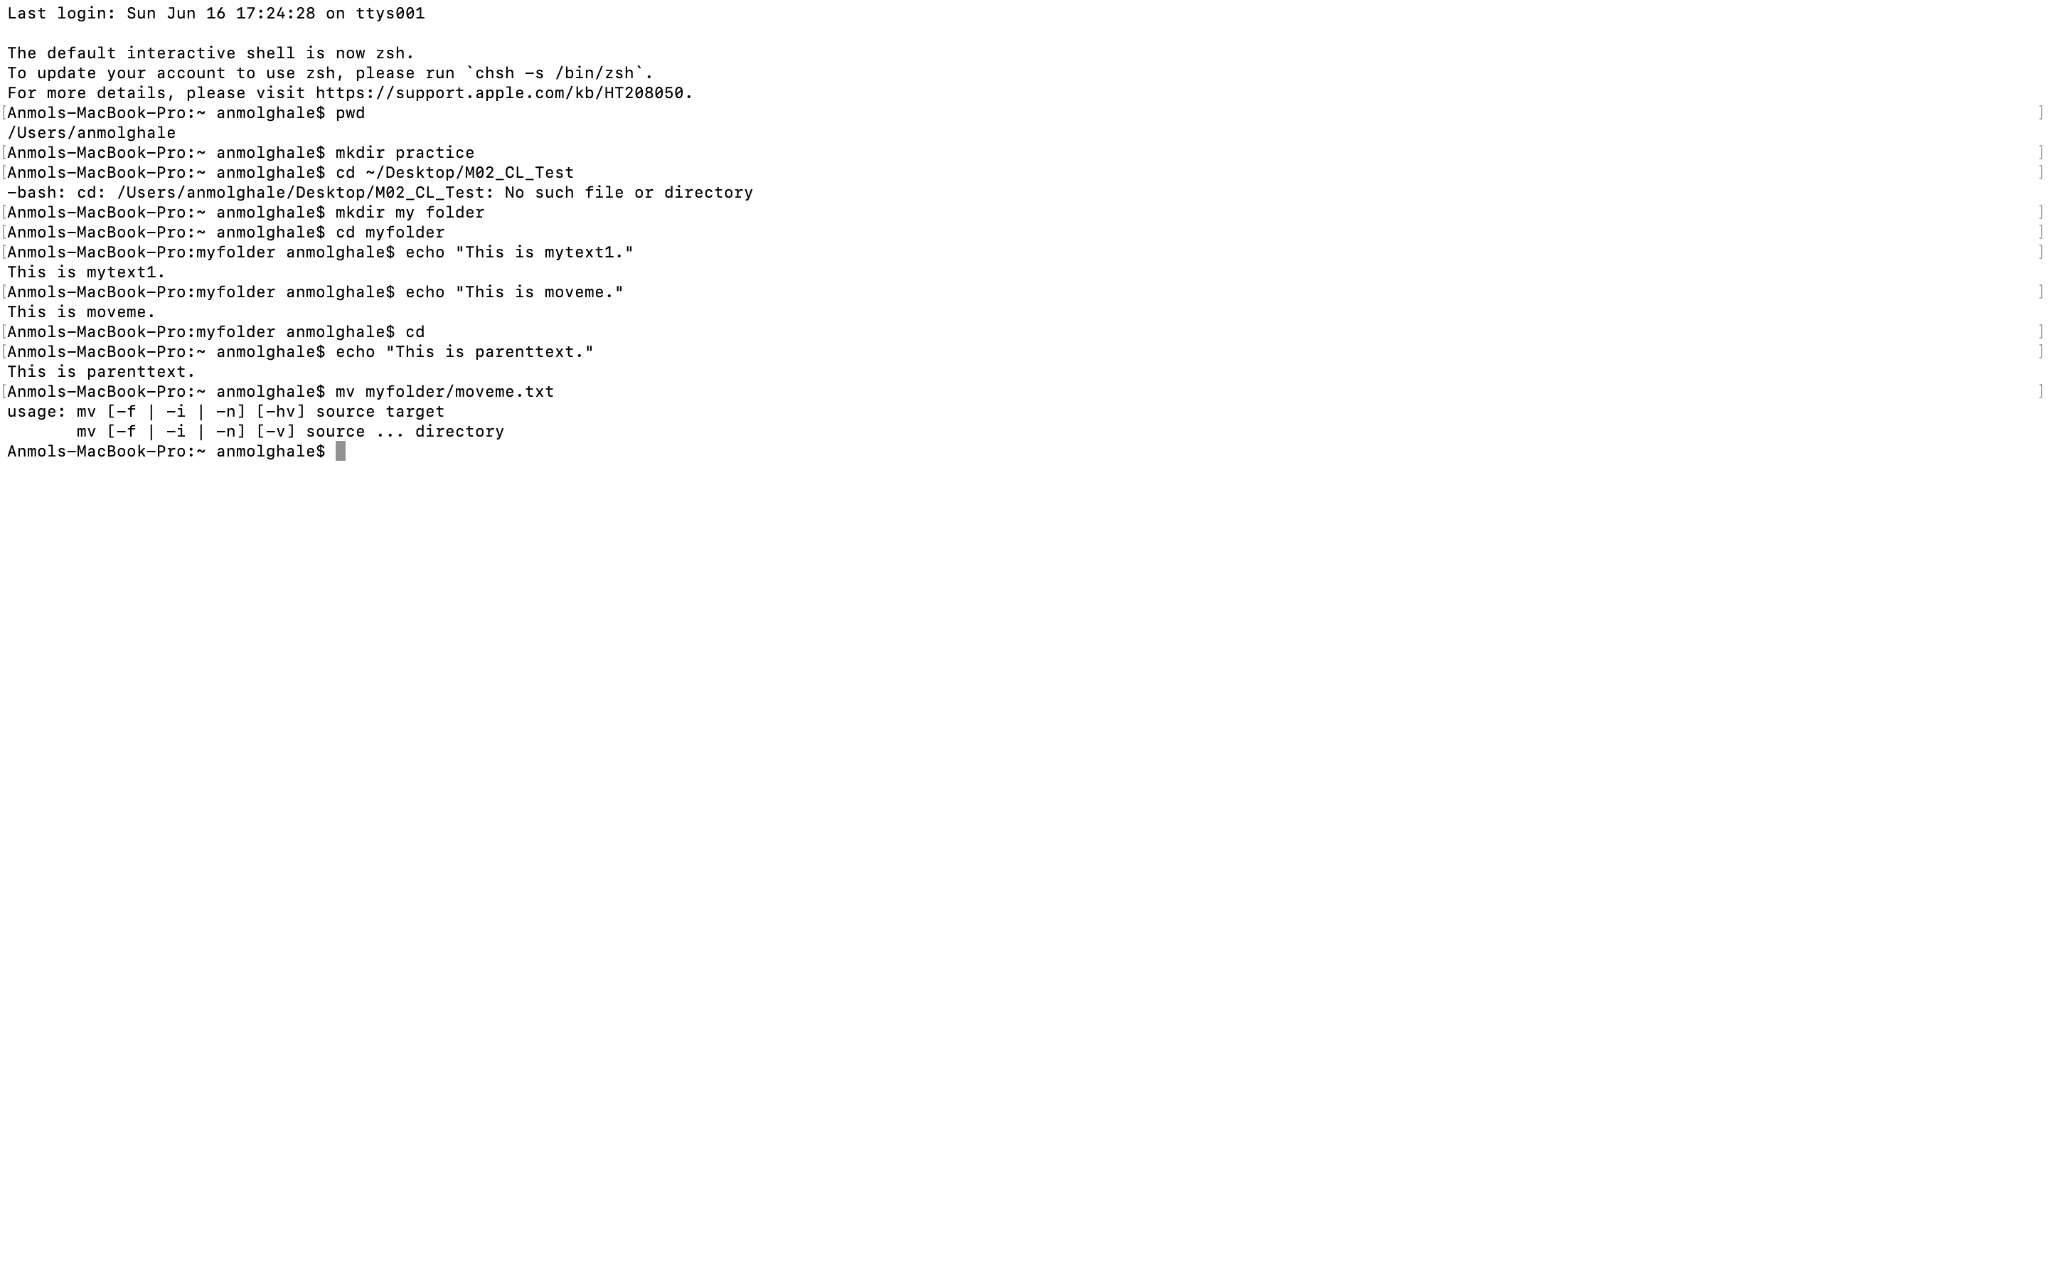 Last login: Sun Jun 16 17:24:28 on ttys001

The default interactive shell is now zsh.
To update your account to use zsh, please run `chsh -s /bin/zsh`.
For more details, please visit https://support.apple.com/kb/HT208050.
[Anmols-MacBook-Pro:~ anmolghale$ pwd ]
/Users/anmolghale
[Anmols-MacBook-Pro:~ anmolghale$ mkdir practice ]
[Anmols-MacBook-Pro:~ anmolghale$ cd ~/Desktop/M02_CL_Test ]
-bash: cd: /Users/anmolghale/Desktop/M02_CL_Test: No such file or directory
[Anmols-MacBook-Pro:~ anmolghale$ mkdir my folder ]
[Anmols-MacBook-Pro:~ anmolghale$ cd myfolder ]
[Anmols-MacBook-Pro:myfolder anmolghale$ echo "This is mytext1." ]
This is mytext1.
[Anmols-MacBook-Pro:myfolder anmolghale$ echo "This is moveme." ]
This is moveme.
[Anmols-MacBook-Pro:myfolder anmolghale$ cd ]
[Anmols-MacBook-Pro:~ anmolghale$ echo "This is parenttext." ]
This is parenttext.
[Anmols-MacBook-Pro:~ anmolghale$ mv myfolder/moveme.txt ]
usage: mv [-f | -i | -n] [-hv] source target
       mv [-f | -i | -n] [-v] source ... directory
Anmols-MacBook-Pro:~ anmolghale$